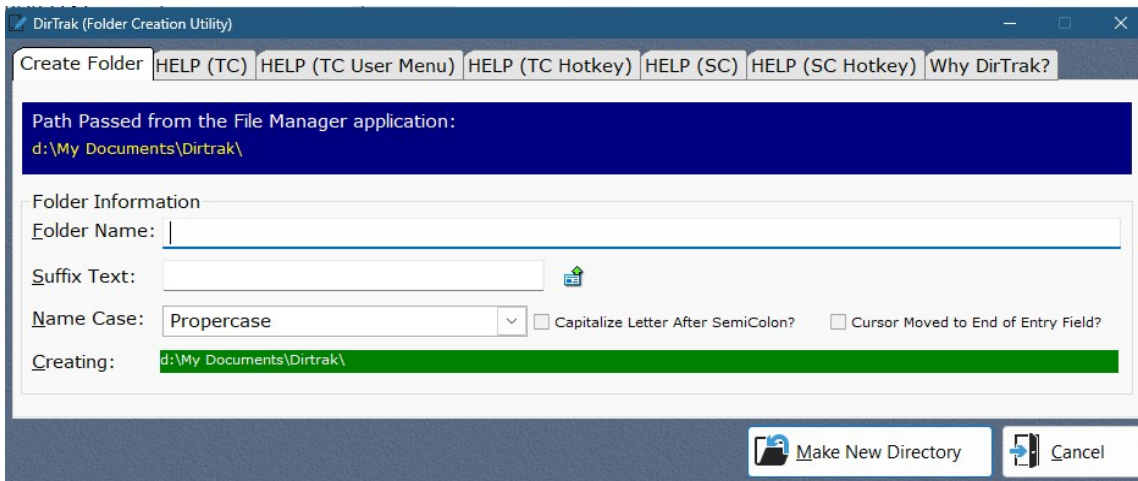 DirTrak (Folder Creation Utility)
Create Folder HELP (TC) HELP (TC User Menu) HELP (TC Hotkey) HELP (SC) HELP (SC Hotkey) Why DirTrak?
Path Passed from the File Manager application:
d:\My Documents\Dirtrak\
Folder Information
Folder Name:
Suffix Text:
Name Case: Propercase Capitalize Letter After SemiColon? Cursor Moved to End of Entry Field?
Creating: d:\My Documents\Dirtrak\
Make New Directory Cancel